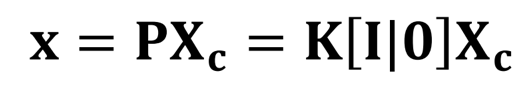 x = PX_c = K[I|0]X_c